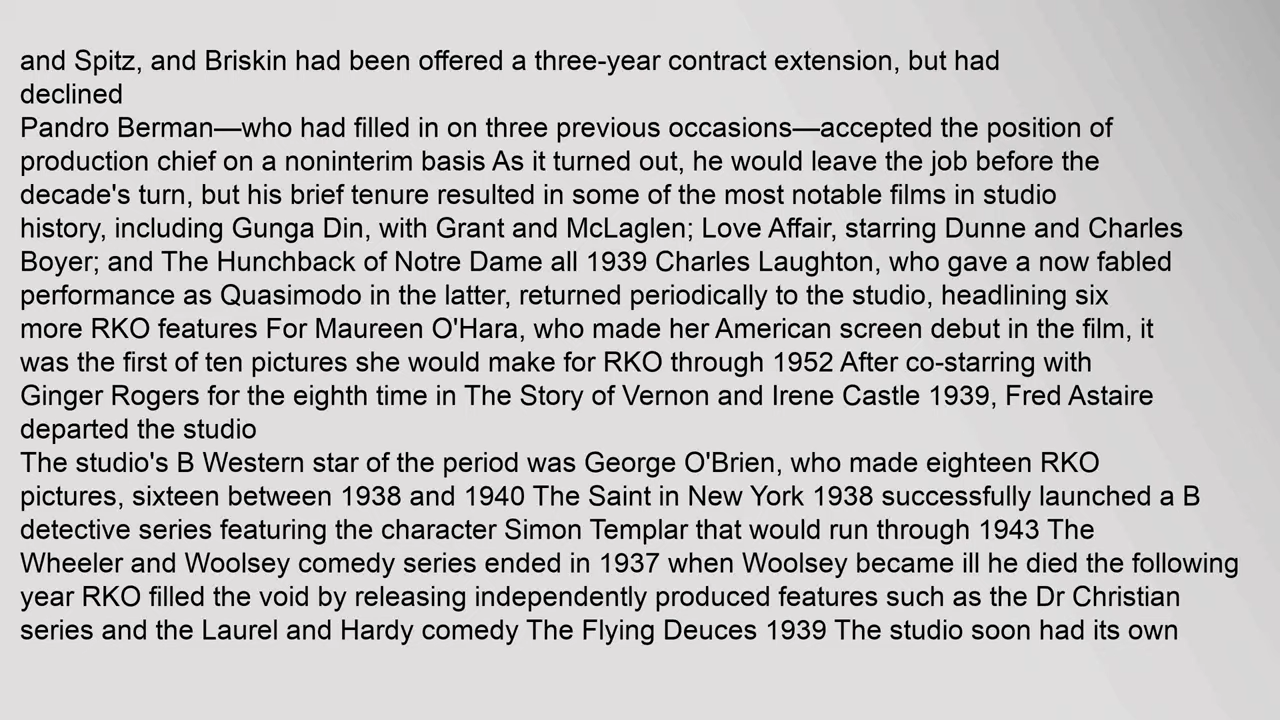 and Spitz, and Briskin had been offered a three-year contract extension, but had
declined
Pandro Berman—who had filled in on three previous occasions—accepted the position of
production chief on a noninterim basis As it turned out, he would leave the job before the
decade's turn, but his brief tenure resulted in some of the most notable films in studio
history, including Gunga Din, with Grant and McLaglen; Love Affair, starring Dunne and Charles
Boyer; and The Hunchback of Notre Dame all 1939 Charles Laughton, who gave a now fabled
performance as Quasimodo in the latter, returned periodically to the studio, headlining six
more RKO features For Maureen O'Hara, who made her American screen debut in the film, it
was the first of ten pictures she would make for RKO through 1952 After co-starring with
Ginger Rogers for the eighth time in The Story of Vernon and Irene Castle 1939, Fred Astaire
departed the studio
The studio's B Western star of the period was George O'Brien, who made eighteen RKO
pictures, sixteen between 1938 and 1940 The Saint in New York 1938 successfully launched a B
detective series featuring the character Simon Templar that would run through 1943 The
Wheeler and Woolsey comedy series ended in 1937 when Woolsey became ill he died the following
year RKO filled the void by releasing independently produced features such as the Dr Christian
series and the Laurel and Hardy comedy The Flying Deuces 1939 The studio soon had its own